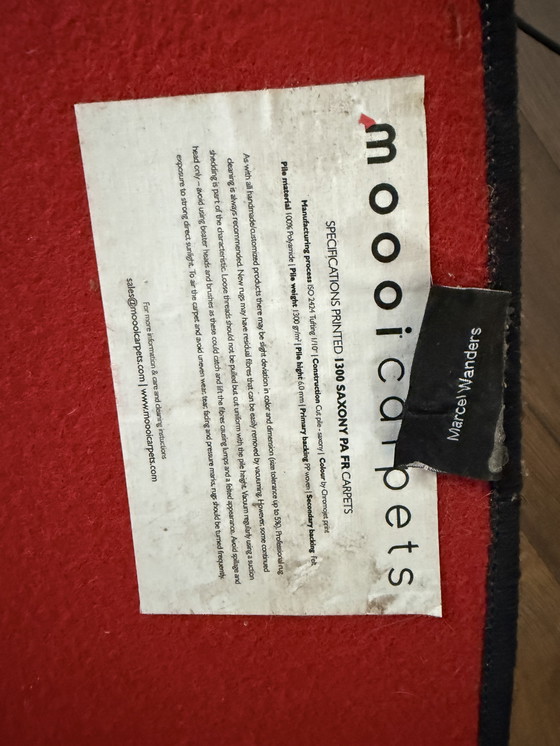 moooi carpets
SPECIFICATIONS PRINTED 1300 SAXONY PA FR CARPETS
Manufacturing process ISO 2424 Tufting 1/10" | Construction Cut pile - saxony | Colour by Chromojet print
Pile material 100% Polyamide | Pile weight 1300 gr/m² | Pile hight 6.0 mm | Primary backing PP woven | Secondary backing Felt
As with all handmade/customized products there may be slight deviation in color and dimension (size tolerance up to 5%). Professional rug
cleaning is always recommended. New rugs may have residual fibres that can be easily removed by vacuuming. However, some continued
shedding is part of the characteristic. Loose threads should not be pulled but cut uniform with the pile height. Vacuum regularly using a suction
head only – avoid using beater heads and brushes as these could catch and lift the fibres causing lumps and a felted appearance. Avoid spillage and
exposure to strong direct sunlight. To air the carpet and avoid uneven wear, tear, fading and pressure marks, rugs should be turned frequently.
For more information & care and cleaning instuctions
sales@moooicarpets.com | www.moooicarpets.com
Marcel Wanders